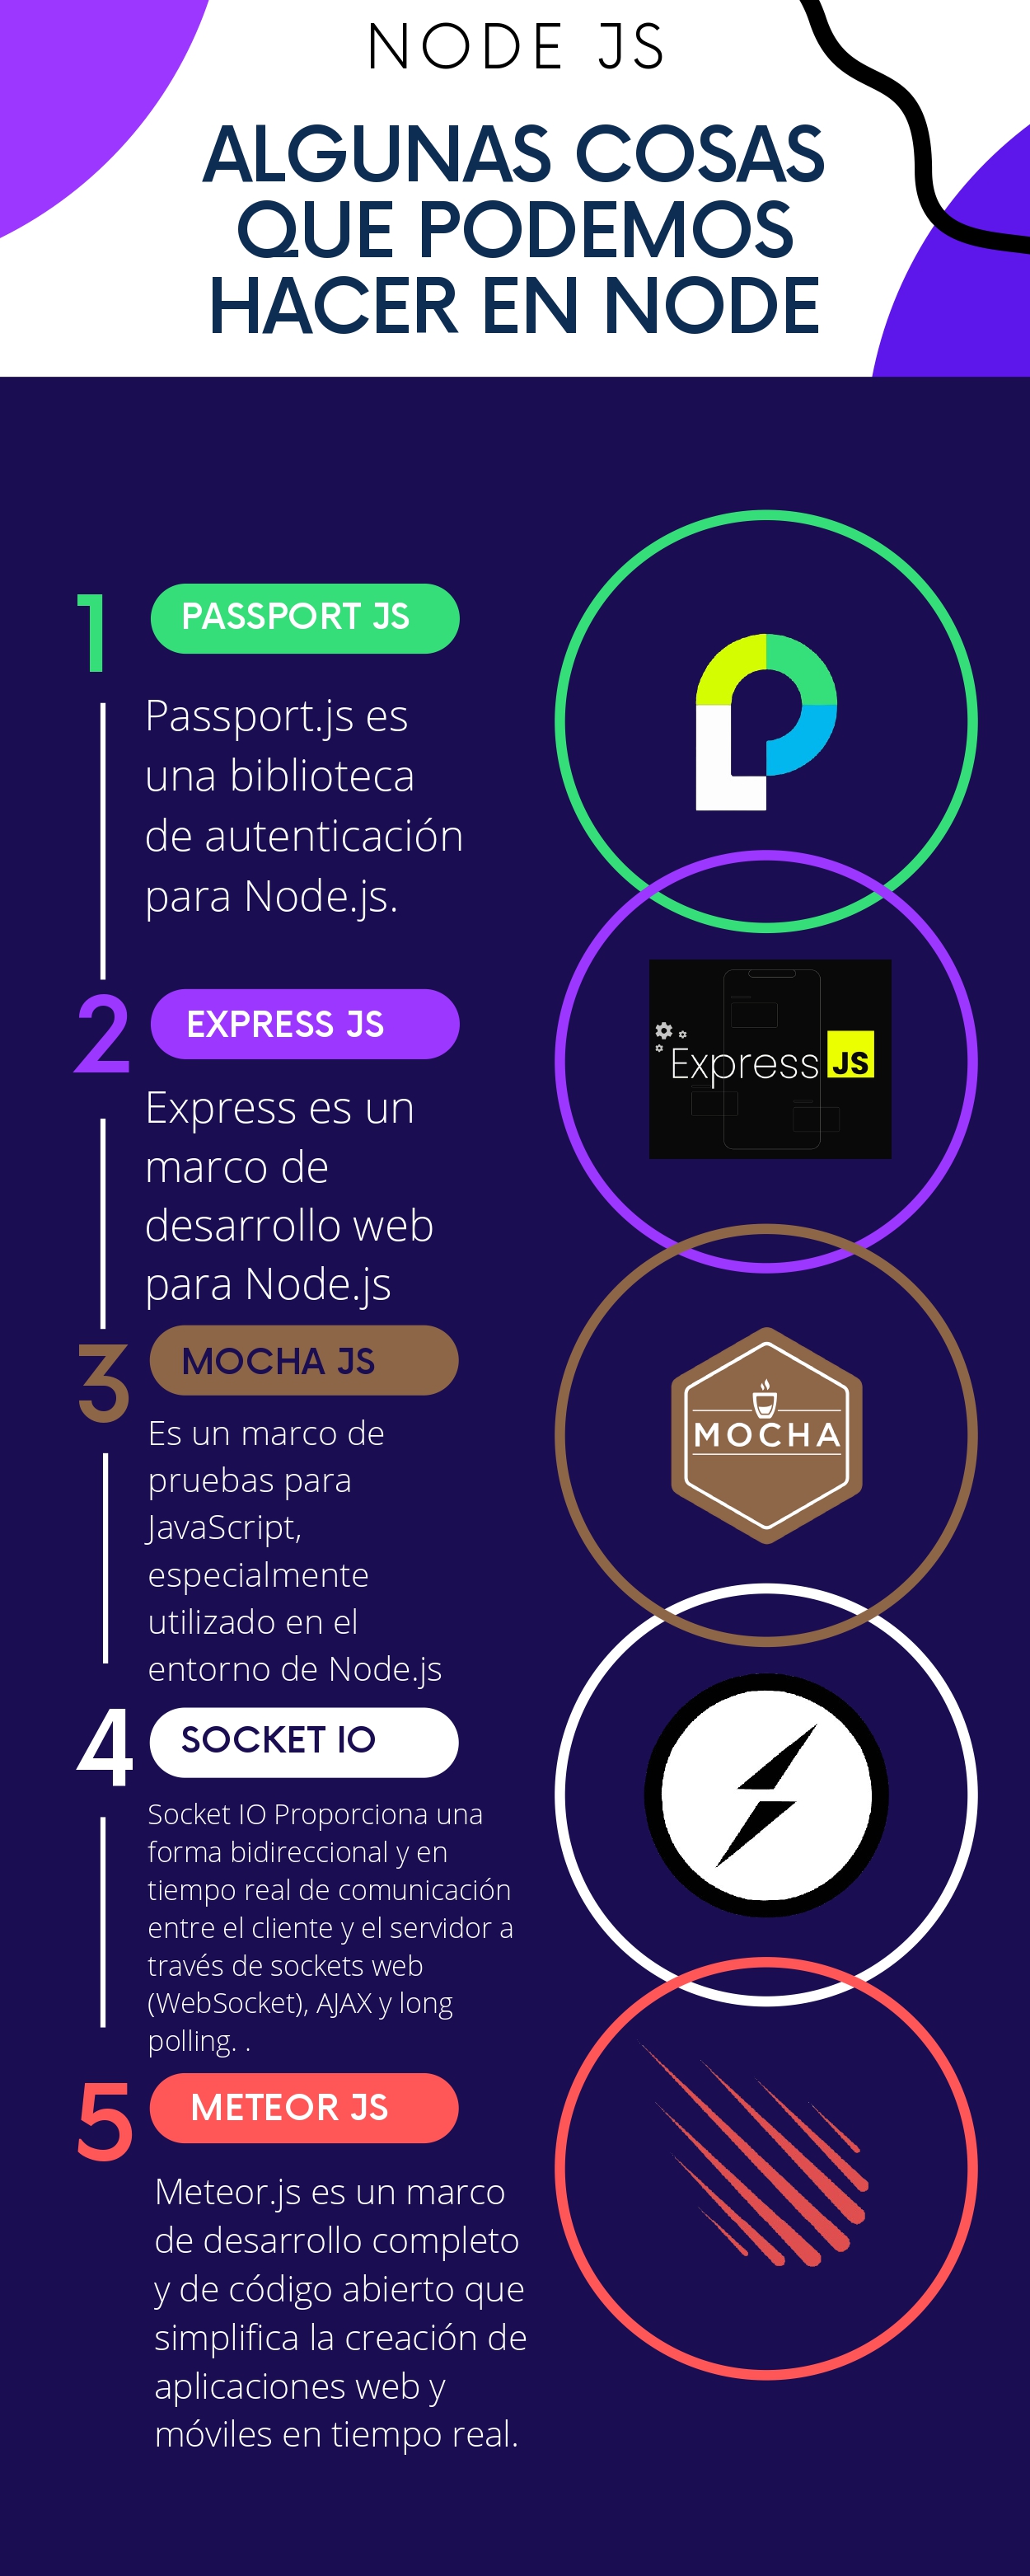 NODE JS
ALGUNAS COSAS
QUE PODEMOS
HACER EN NODE
1
PASSPORT JS
Passport.js es
una biblioteca
de autenticación
para Node.js.
2
EXPRESS JS
Express es un
marco de
desarrollo web
para Node.js
Express JS
3
MOCHA JS
Es un marco de
pruebas para
JavaScript,
especialmente
utilizado en el
entorno de Node.js
MOCHA
4
SOCKET IO
Socket IO Proporciona una
forma bidireccional y en
tiempo real de comunicación
entre el cliente y el servidor a
través de sockets web
(WebSocket), AJAX y long
polling. .
5
METEOR JS
Meteor.js es un marco
de desarrollo completo
y de código abierto que
simplifica la creación de
aplicaciones web y
móviles en tiempo real.